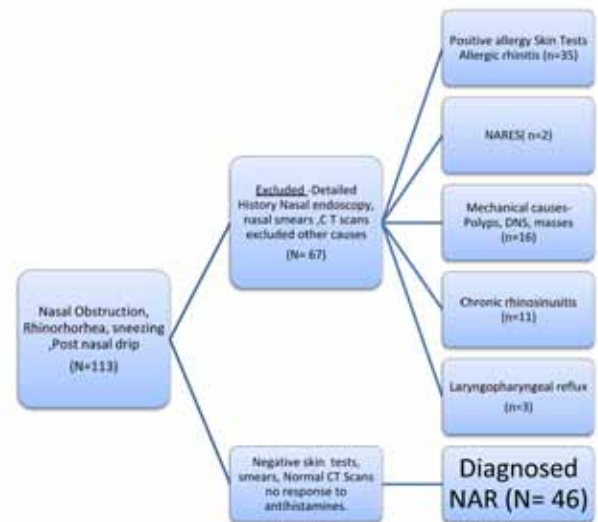 Nasal Obstruction,
Rhinorhorhea, sneezing
,Post nasal drip
(N=113)
Excluded -Detailed
History Nasal endoscopy,
nasal smears ,C T scans
excluded other causes
(N= 67)
Positive allergy Skin Tests
Allergic rhinitis (n=35)
NARES( n=2)
Mechanical causes-
Polyps, DNS, masses
(n=16)
Chronic rhinosinusitis
(n=11)
Laryngopharyngeal reflux
(n=3)
Negative skin tests,
smears, Normal CT Scans
no response to
antihistamines.
Diagnosed
NAR (N= 46)